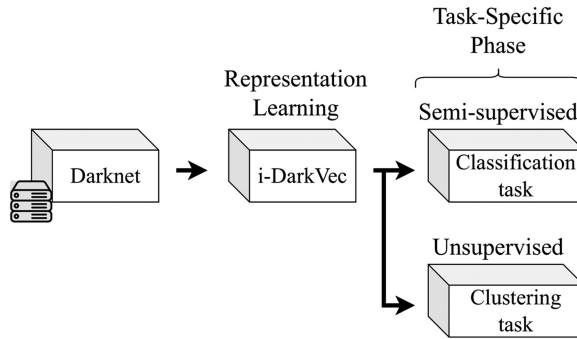 Task-Specific
Phase
Representation
Learning
Semi-supervised
Darknet
i-DarkVec
Classification
task
Unsupervised
Clustering
task